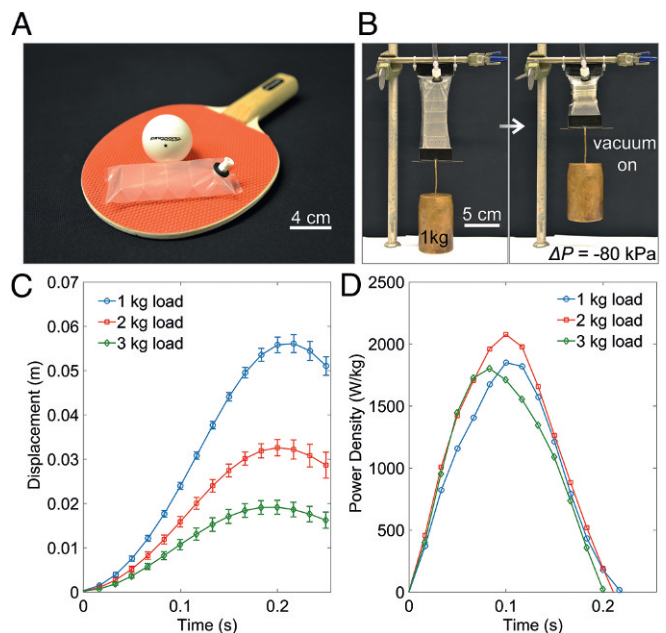 A
4 cm
B
vacuum
on
5 cm
1kg
ΔP = -80 kPa
C
0.07
0.06
0.05
0.04
0.03
0.02
0.01
0
0.1
0.2
Displacement (m)
Time (s)
1 kg load
2 kg load
3 kg load
D
2500
2000
1500
1000
500
0
0
0.1
0.2
Power Density (W/kg)
Time (s)
1 kg load
2 kg load
3 kg load